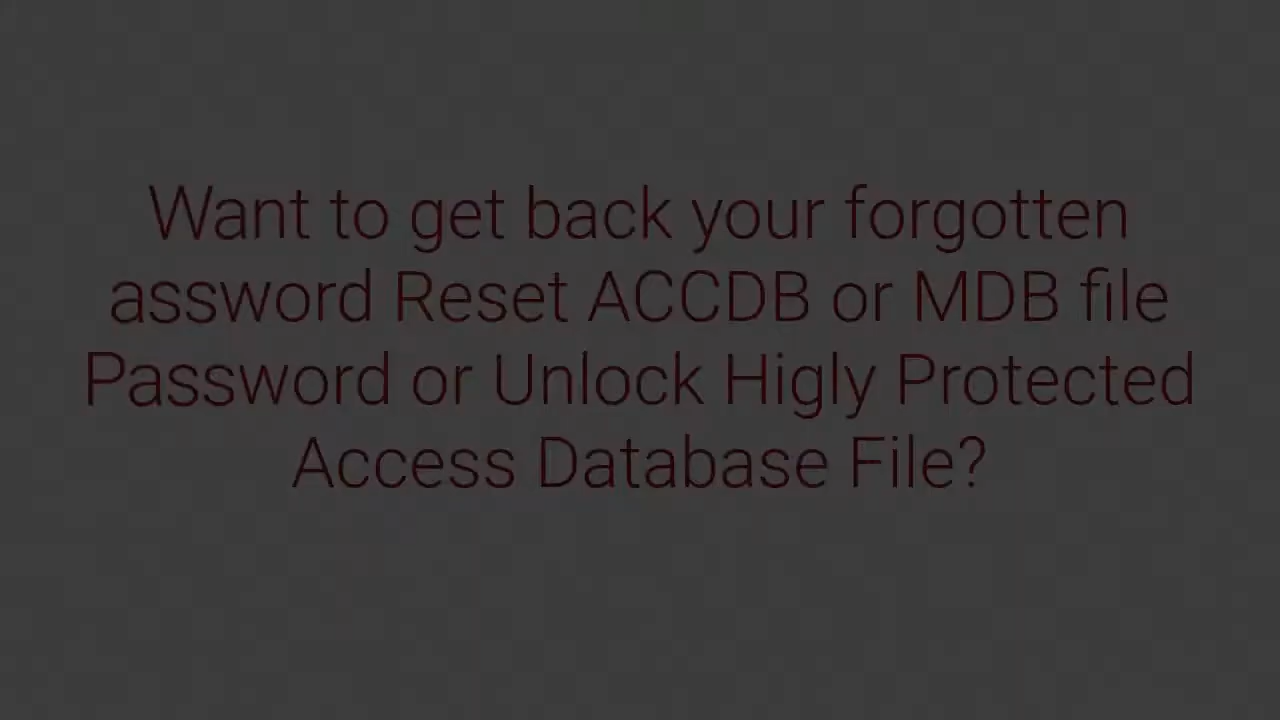 Want to get back your forgotten
assword Reset ACCDB or MDB file
Password or Unlock Higly Protected
Access Database File?